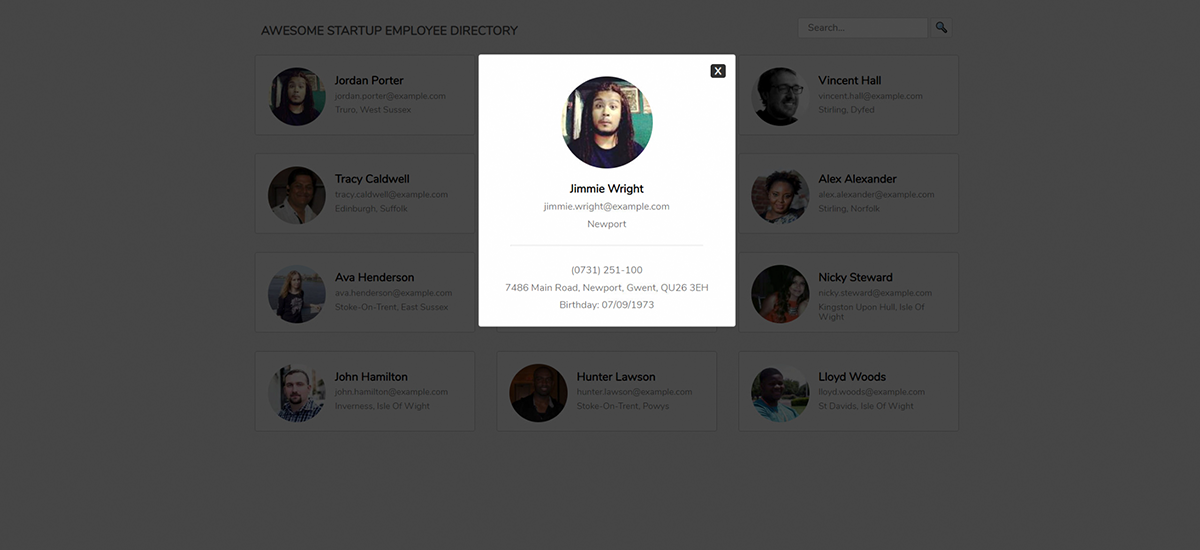 AWESOME STARTUP EMPLOYEE DIRECTORY
Search...
X
Jordan Porter
jordan.porter@example.com
Truro, West Sussex
Jimmie Wright
jimmie.wright@example.com
Newport
(0731) 251-100
7486 Main Road, Newport, Gwent, QU26 3EH
Birthday: 07/09/1973
Vincent Hall
vincent.hall@example.com
Stirling, Dyfed
Tracy Caldwell
tracy.caldwell@example.com
Edinburgh, Suffolk
Alex Alexander
alex.alexander@example.com
Stirling, Norfolk
Ava Henderson
ava.henderson@example.com
Stoke-On-Trent, East Sussex
Nicky Steward
nicky.steward@example.com
Kingston Upon Hull, Isle Of
Wight
John Hamilton
john.hamilton@example.com
Inverness, Isle Of Wight
Hunter Lawson
hunter.lawson@example.com
Stoke-On-Trent, Powys
Lloyd Woods
lloyd.woods@example.com
St Davids, Isle Of Wight